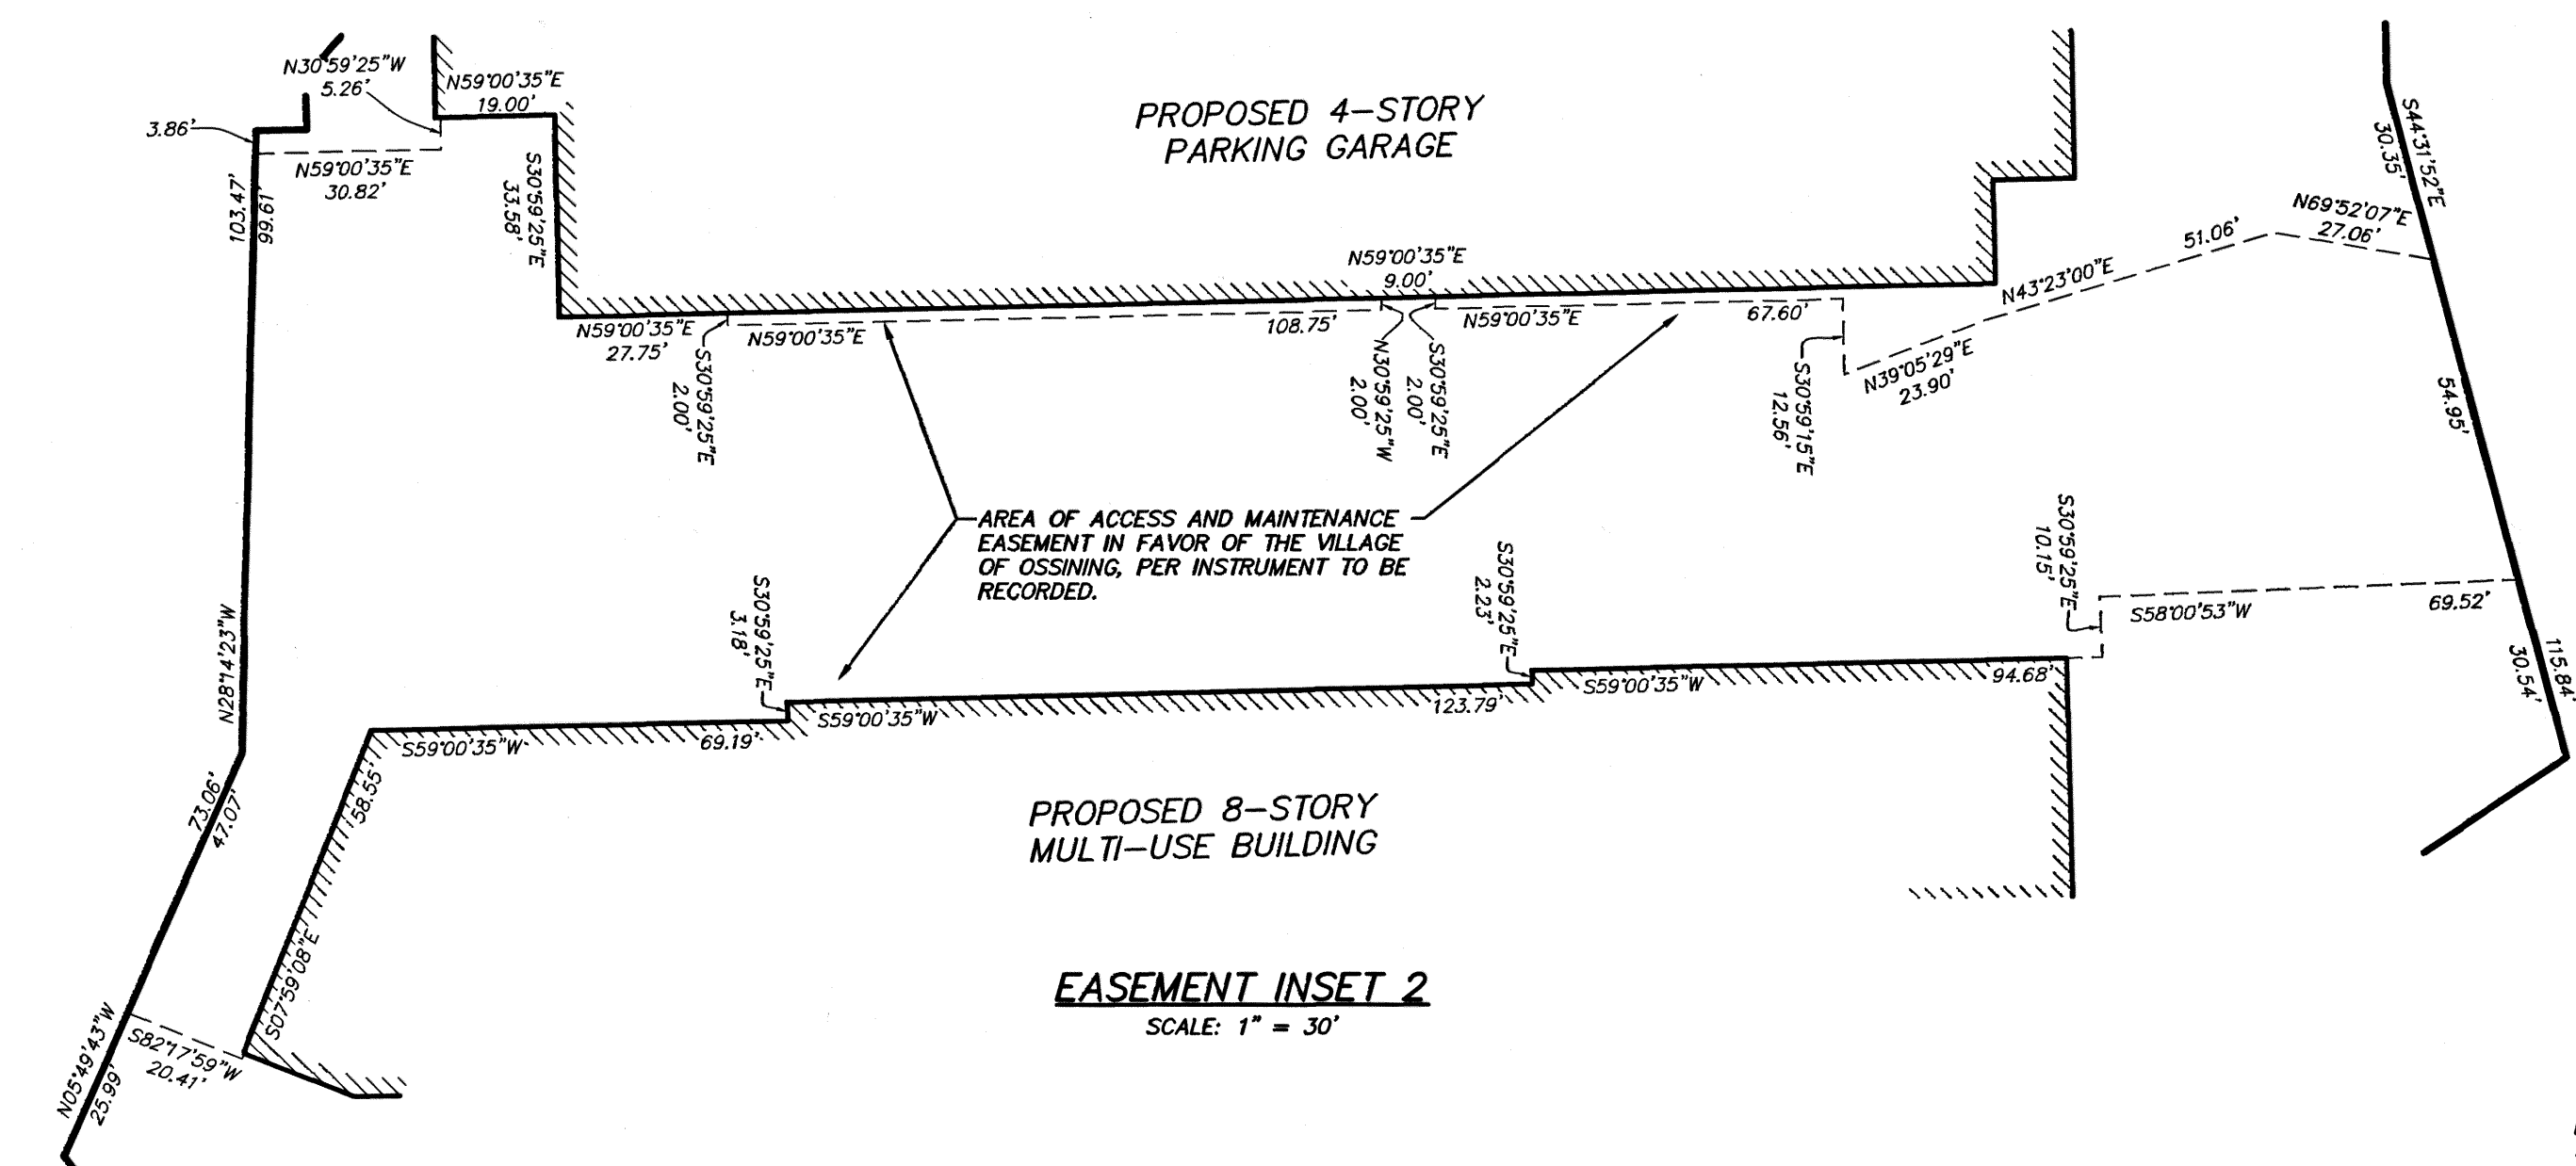 N30°59'25"W
5.26'
N59°00'35"E
19.00'
3.86'
N59°00'35"E
30.82'
103.47'
99.61'
S30°59'25"E
33.58'
PROPOSED 4-STORY
PARKING GARAGE
S44°31'52"E
30.35'
N69°52'07"E
27.06'
51.06'
N43°23'00"E
N59°00'35"E
9.00'
N59°00'35"E
27.75'
N59°00'35"E
108.75'
N59°00'35"E
67.60'
S30°59'25"E
2.00'
N30°59'25"W
2.00'
S30°59'25"E
2.00'
S30°59'15"E
12.56'
N39°05'29"E
23.90'
54.95'
AREA OF ACCESS AND MAINTENANCE
EASEMENT IN FAVOR OF THE VILLAGE
OF OSSINING, PER INSTRUMENT TO BE
RECORDED.
S30°59'25"E
3.18'
S30°59'25"E
2.23'
S30°59'25"E
10.15'
S58°00'53"W
69.52'
N28°14'23"W
S59°00'35"W
69.19'
S59°00'35"W
123.79'
S59°00'35"W
94.68'
115.84'
30.54'
73.06'
47.07'
58.55'
S07°59'08"E
PROPOSED 8-STORY
MULTI-USE BUILDING
N05°49'43"W
25.99'
S82°17'59"W
20.41'
EASEMENT INSET 2
SCALE: 1" = 30'